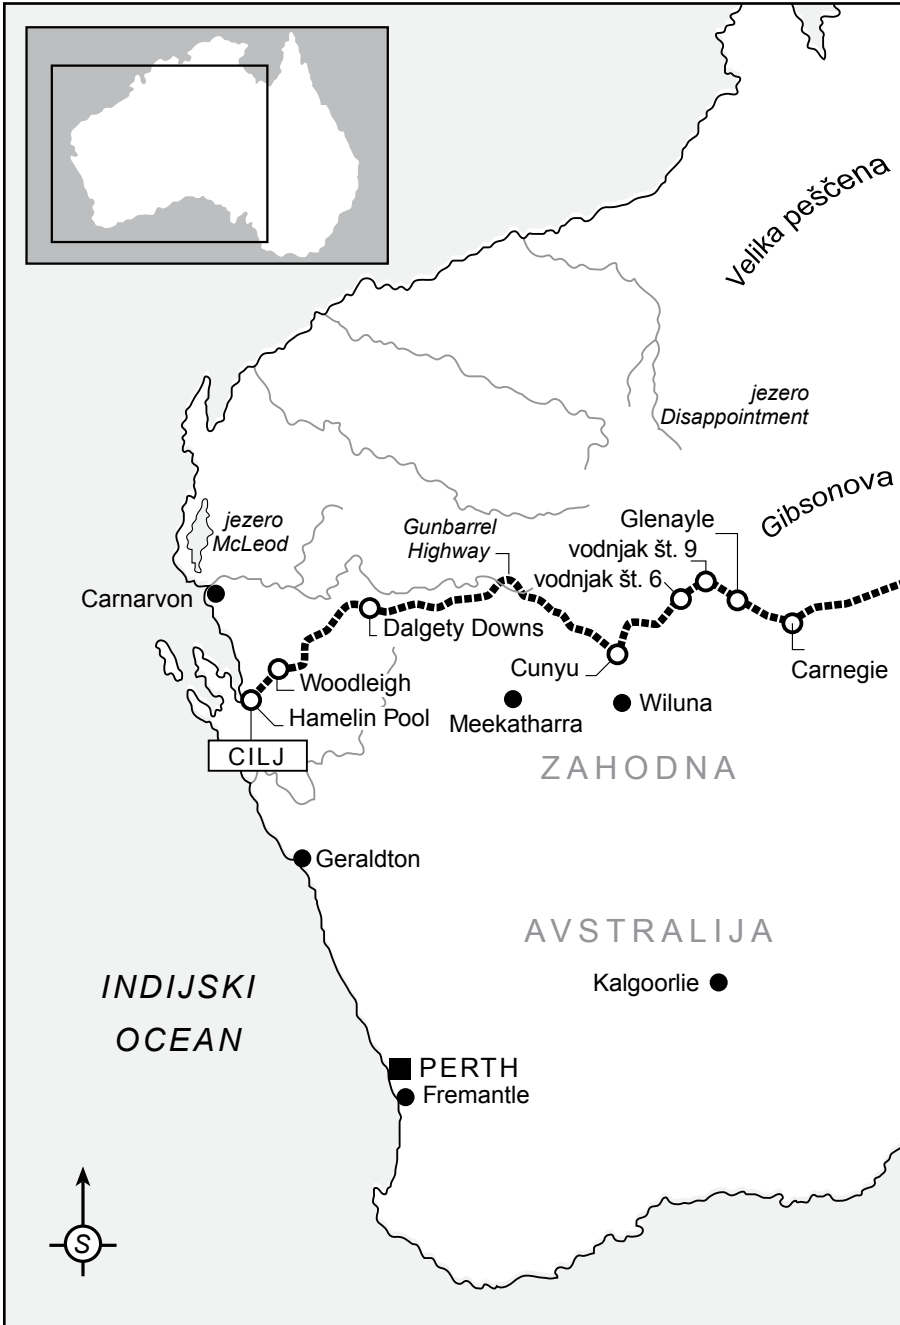 Velika peščena
jezero
Disappointment
Gibsonova
jezero
McLeod
Gunbarrel
Highway
Glenayle
vodnjak št. 9
vodnjak št. 6
Carnarvon
Dalgety Downs
Cunyu
Carnegie
Woodleigh
Hamelin Pool
Meekatharra
Wiluna
CILJ
ZAHODNA
Geraldton
AVSTRALIJA
Kalgoorlie
INDIJSKI
OCEAN
PERTH
Fremantle
S